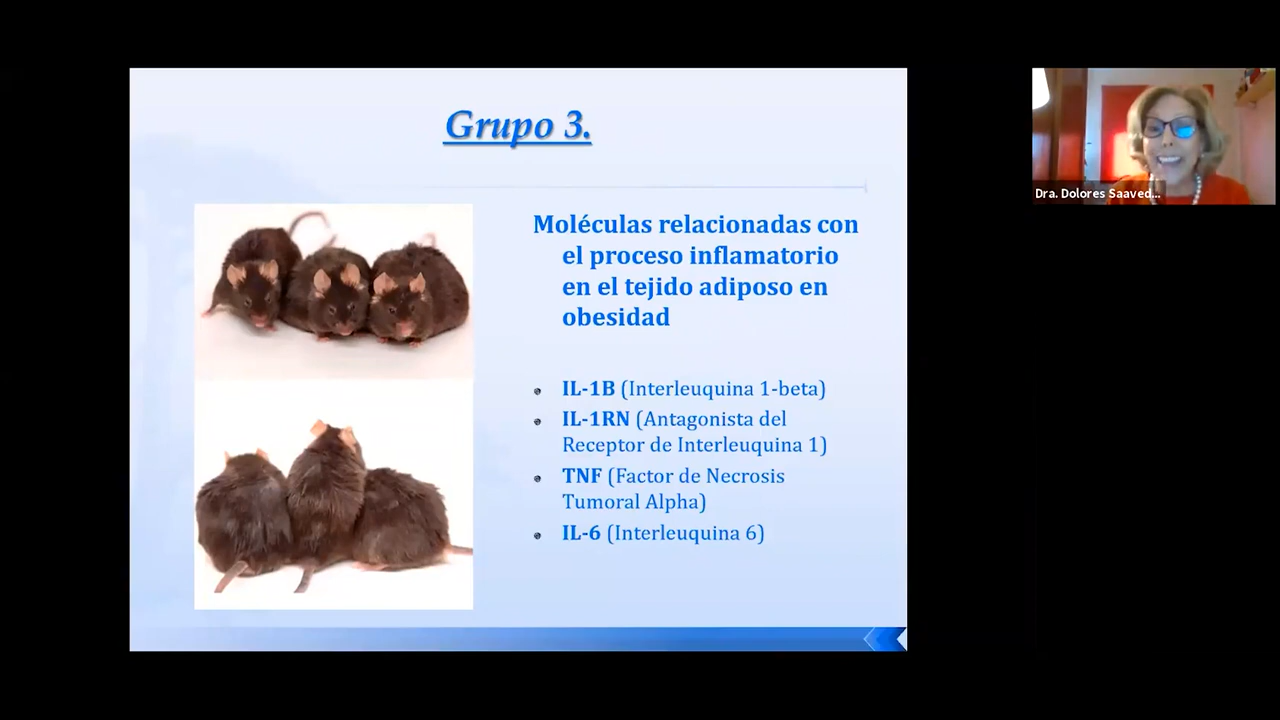 Grupo 3.
Dra. Dolores Saaved...
Moléculas relacionadas con
el proceso inflamatorio
en el tejido adiposo en
obesidad
IL-1B (Interleuquina 1-beta)
IL-1RN (Antagonista del
Receptor de Interleuquina 1)
TNF (Factor de Necrosis
Tumoral Alpha)
IL-6 (Interleuquina 6)